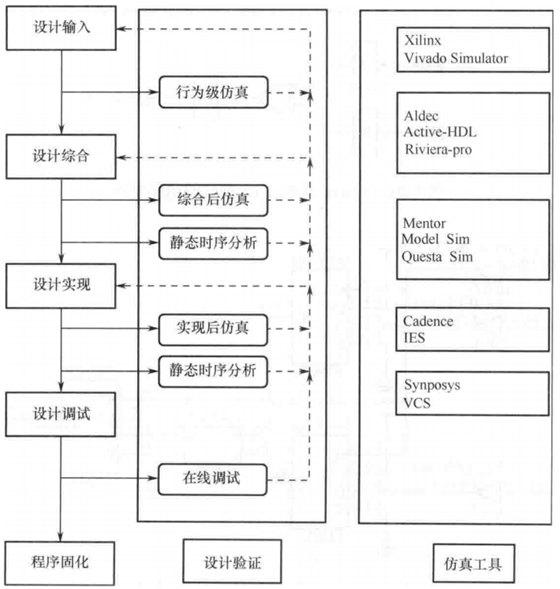 设计输入
行为级仿真
设计综合
综合后仿真
静态时序分析
设计实现
实现后仿真
静态时序分析
设计调试
在线调试
程序固化
设计验证
Xilinx
Vivado Simulator
Aldec
Active-HDL
Riviera-pro
Mentor
Model Sim
Questa Sim
Cadence
IES
Synposys
VCS
仿真工具